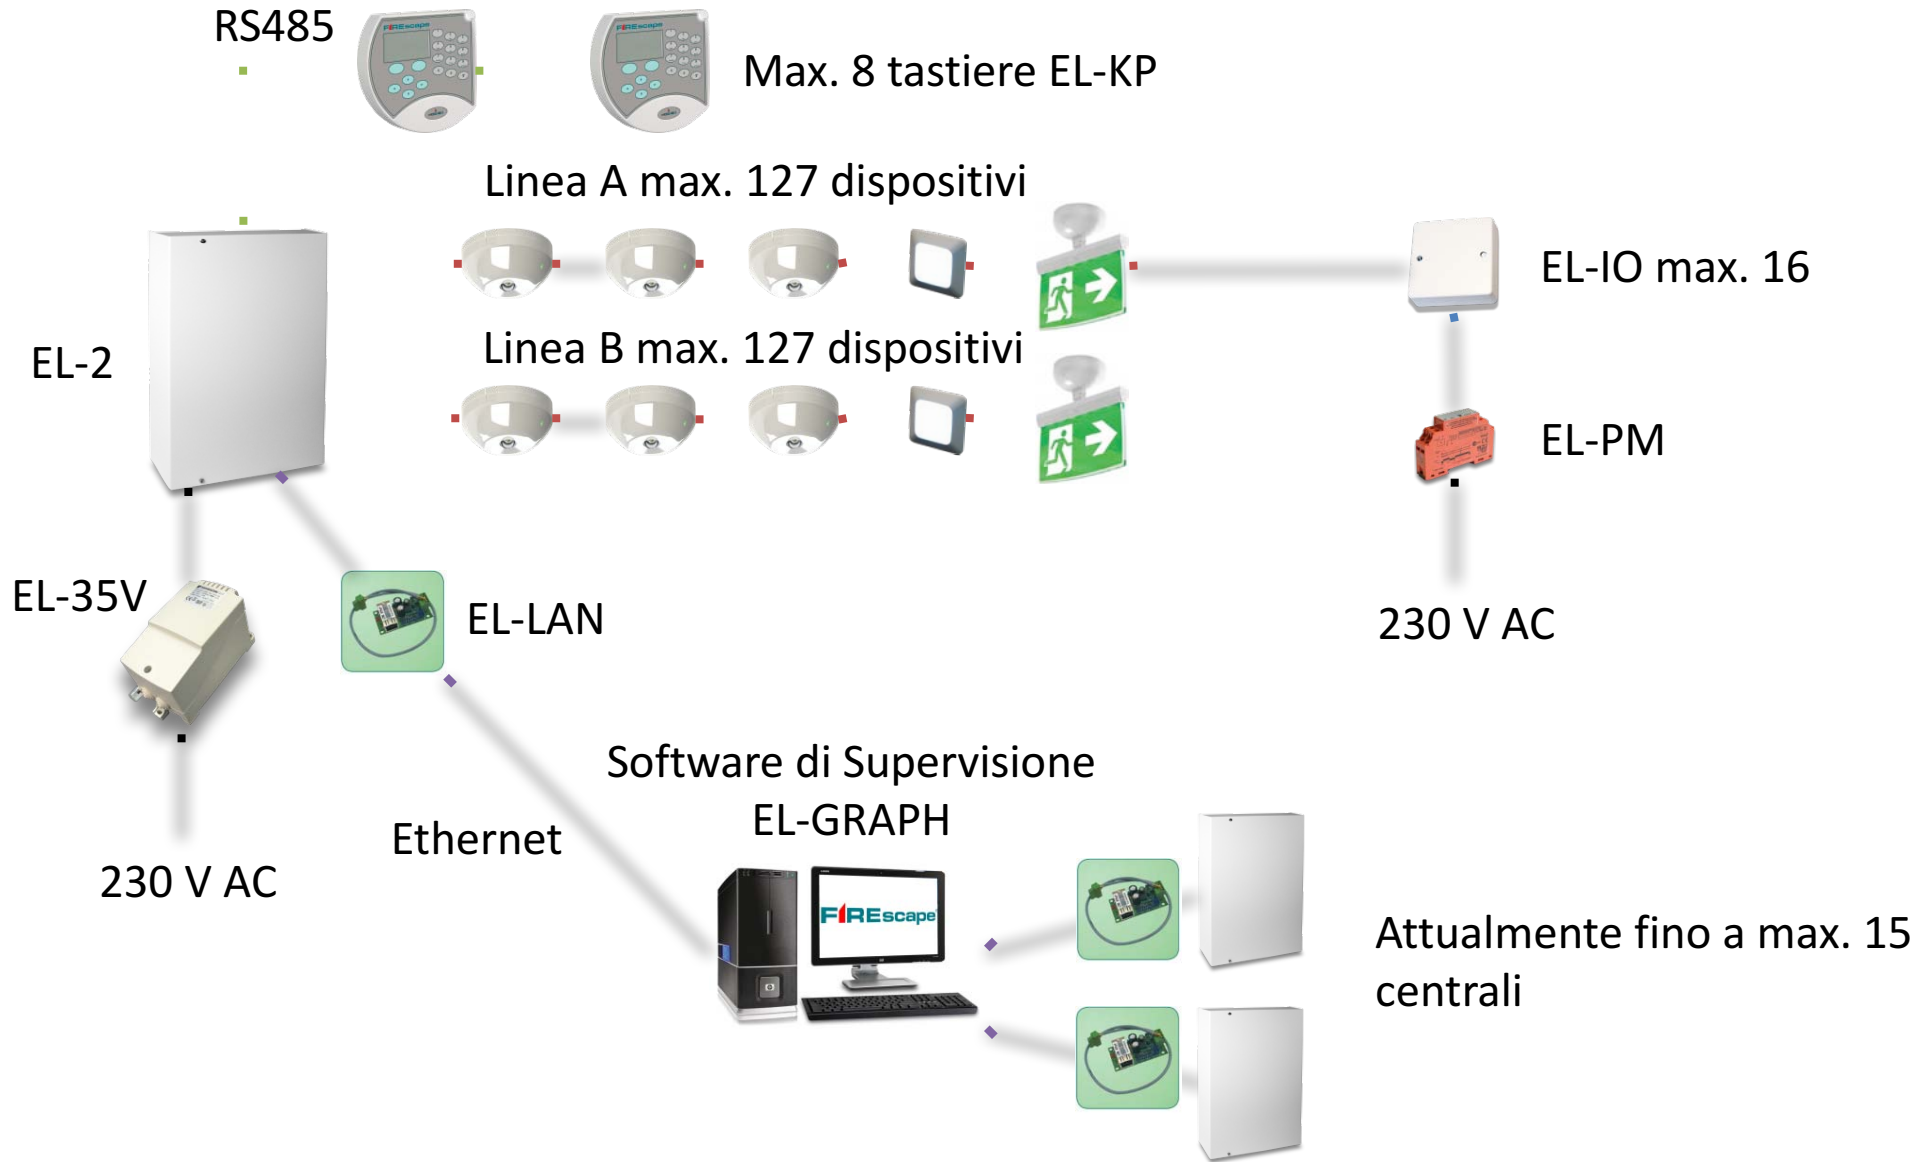 RS485
FIREscape
FIREscape
Max. 8 tastiere EL-KP
Linea A max. 127 dispositivi
EL-IO max. 16
EL-2
Linea B max. 127 dispositivi
EL-PM
EL-35V
EL-LAN
230 V AC
Software di Supervisione
EL-GRAPH
Ethernet
230 V AC
FIREscape
Attualmente fino a max. 15
centrali